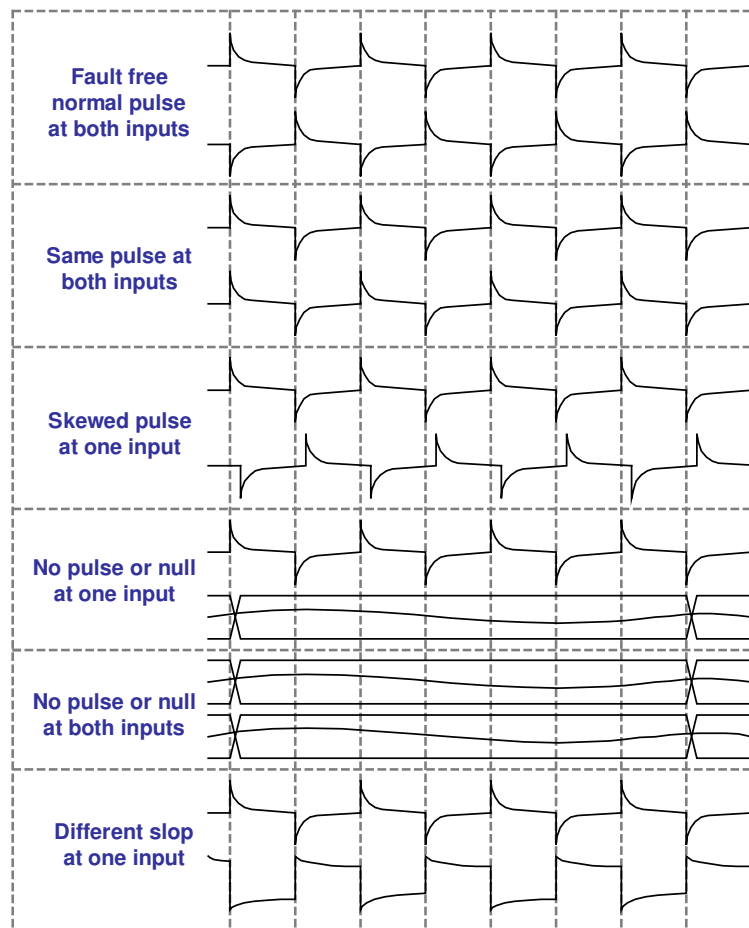 Fault free
normal pulse
at both inputs
Same pulse at
both inputs
Skewed pulse
at one input
No pulse or null
at one input
No pulse or null
at both inputs
Different slop
at one input